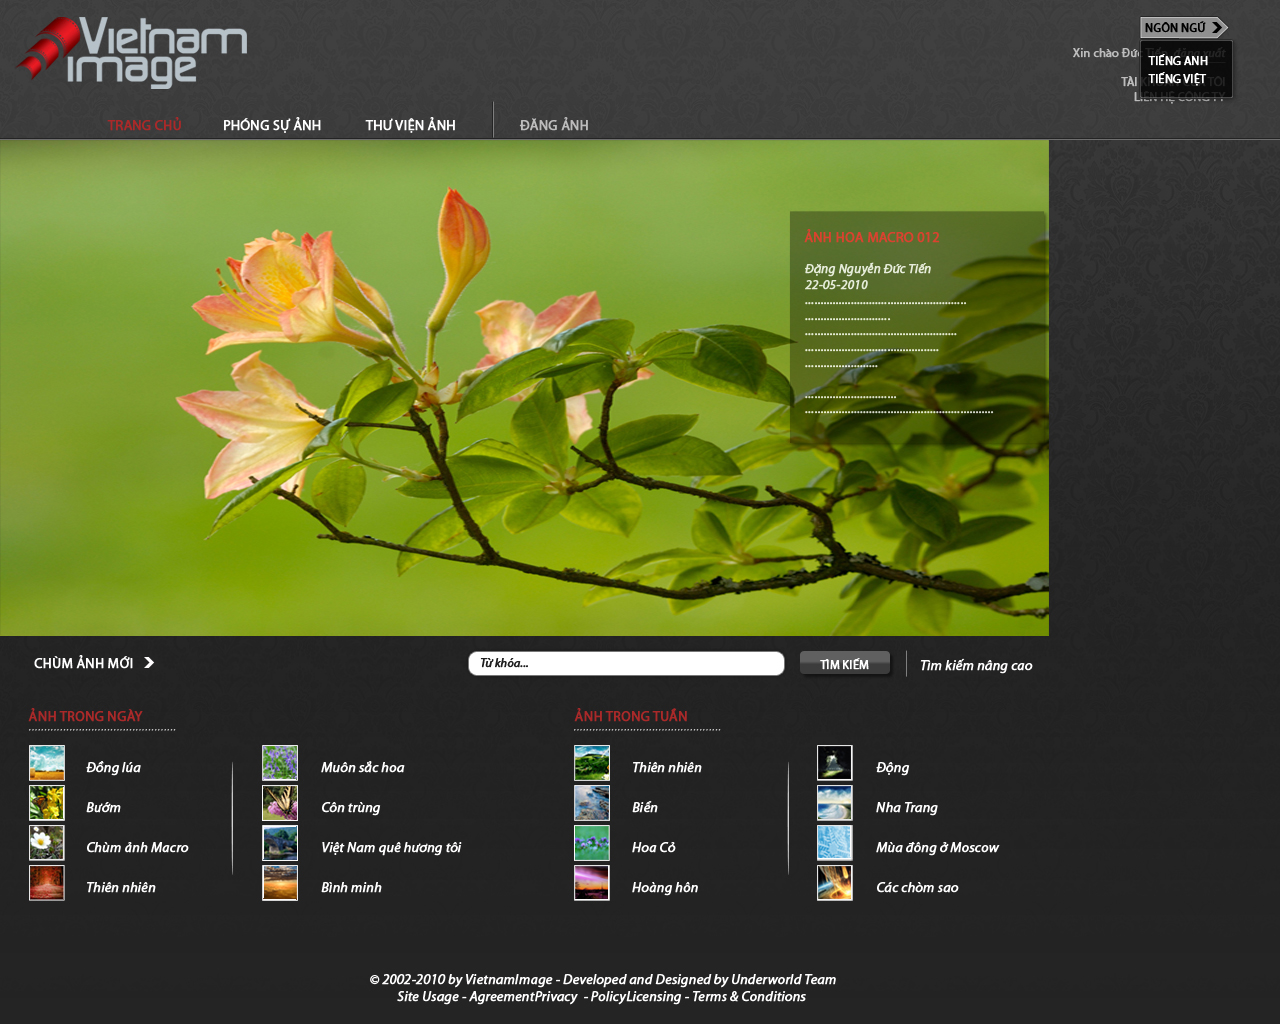 Vietnam
image
NGÔN NGỮ
Xin chào Đức
TIẾNG ANH
TIẾNG VIỆT
LIÊN HỆ CÔNG TY
TRANG CHỦ
PHÓNG SỰ ẢNH
THƯ VIỆN ẢNH
ĐĂNG ẢNH
ẢNH HOA MACRO 012
Đặng Nguyễn Đức Tiến
22-05-2010
CHÙM ẢNH MỚI
Từ khóa...
TÌM KIẾM
Tìm kiếm nâng cao
ẢNH TRONG NGÀY
Đồng lúa
Bướm
Chùm ảnh Macro
Thiên nhiên
Muôn sắc hoa
Côn trùng
Việt Nam quê hương tôi
Bình minh
ẢNH TRONG TUẦN
Thiên nhiên
Biển
Hoa Cỏ
Hoàng hôn
Động
Nha Trang
Mùa đông ở Moscow
Các chòm sao
© 2002-2010 by VietnamImage - Developed and Designed by Underworld Team
Site Usage - AgreementPrivacy - PolicyLicensing - Terms & Conditions